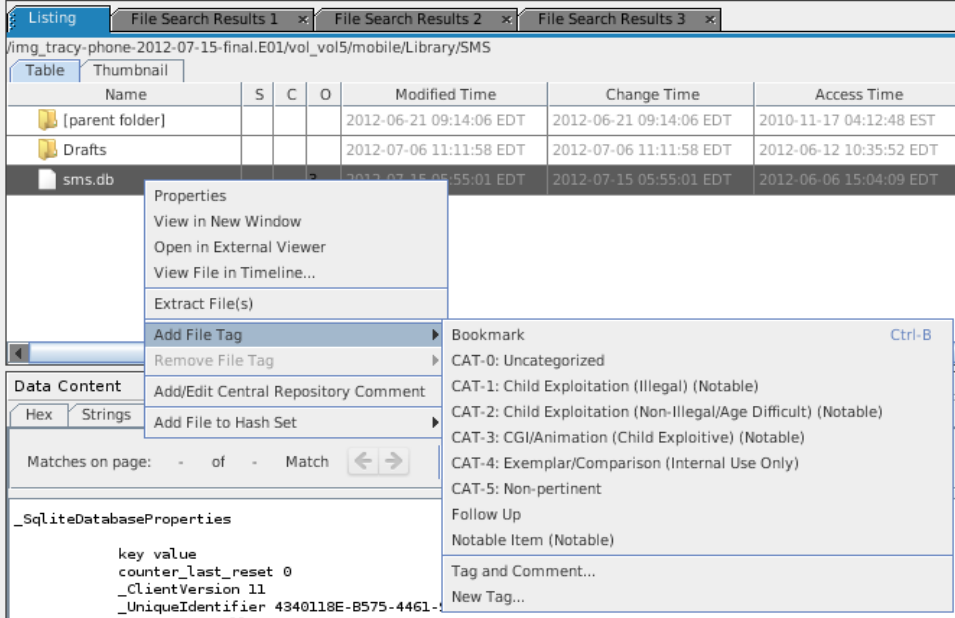 Listing File Search Results 1 × File Search Results 2 × File Search Results 3 ×
/img_tracy-phone-2012-07-15-final.E01/vol_vol5/mobile/Library/SMS
Table Thumbnail
Name S C O Modified Time Change Time Access Time
[parent folder] 2012-06-21 09:14:06 EDT 2012-06-21 09:14:06 EDT 2010-11-17 04:12:48 EST
Drafts 2012-07-06 11:11:58 EDT 2012-07-06 11:11:58 EDT 2012-06-12 10:35:52 EDT
sms.db 2012-07-15 05:55:01 EDT 2012-07-15 05:55:01 EDT 2012-06-06 15:04:09 EDT
Properties
View in New Window
Open in External Viewer
View File in Timeline...
Extract File(s)
Add File Tag Bookmark Ctrl-B
Remove File Tag CAT-0: Uncategorized
CAT-1: Child Exploitation (Illegal) (Notable)
Data Content Add/Edit Central Repository Comment
CAT-2: Child Exploitation (Non-Illegal/Age Difficult) (Notable)
Hex Strings Add File to Hash Set
CAT-3: CGI/Animation (Child Exploitive) (Notable)
Matches on page: - of - Match CAT-4: Exemplar/Comparison (Internal Use Only)
CAT-5: Non-pertinent
_SqliteDatabaseProperties Follow Up
Notable Item (Notable)
key value
counter_last_reset 0 Tag and Comment...
_ClientVersion 11
_UniqueIdentifier 4340118E-B575-4461- New Tag...